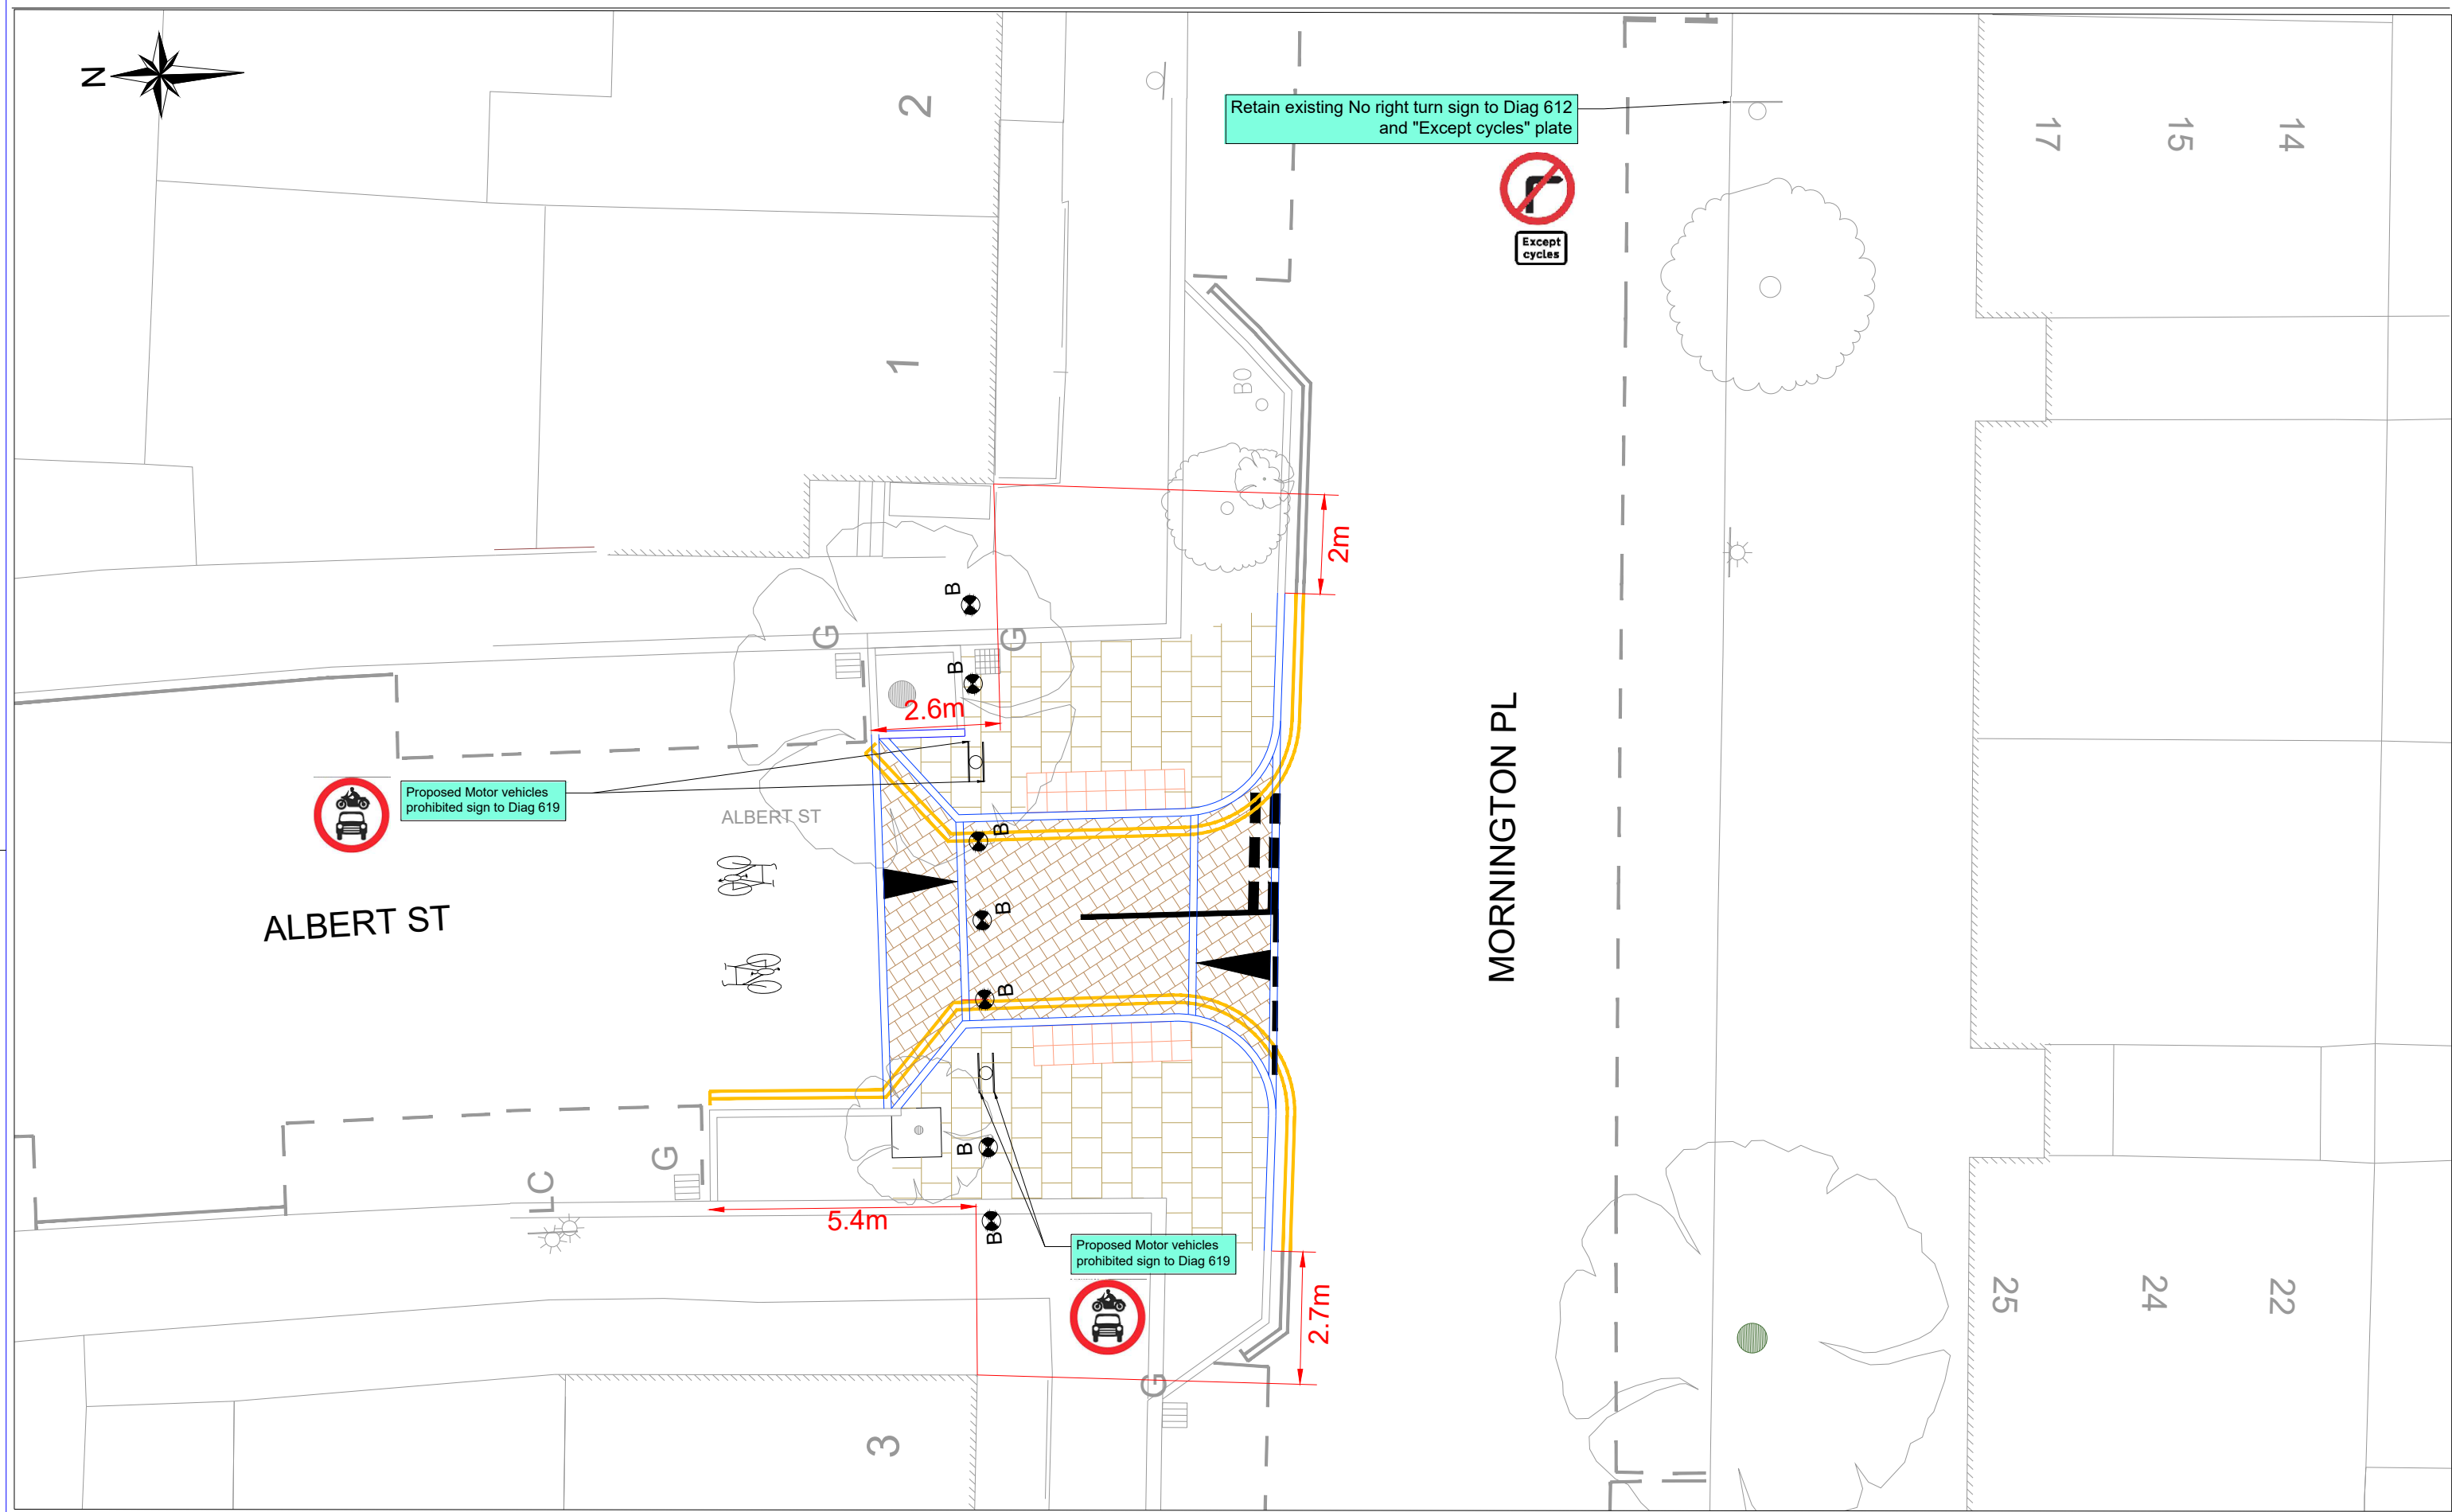 N
2
Retain existing No right turn sign to Diag 612
and "Except cycles" plate
17
15
14
Except
cycles
1
BO
2m
B
G
G
B
2.6m
Proposed Motor vehicles
prohibited sign to Diag 619
ALBERT ST
B
MORNINGTON PL
ALBERT ST
B
B
B
G
LC
5.4m
B
Proposed Motor vehicles
prohibited sign to Diag 619
25
24
22
2.7m
G
3